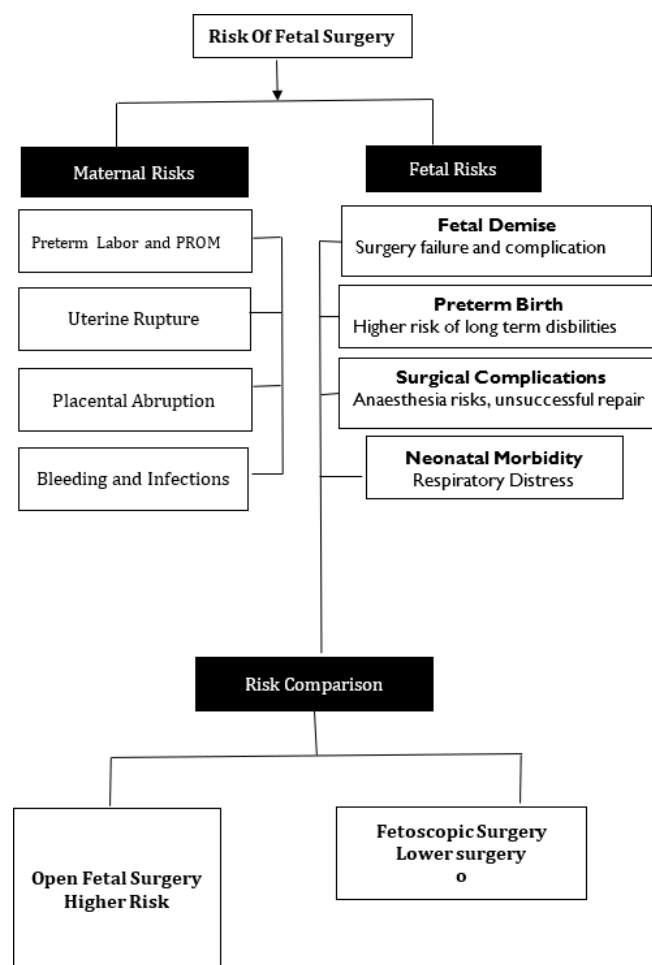 Risk Of Fetal Surgery
Maternal Risks
Preterm Labor and PROM
Uterine Rupture
Placental Abruption
Bleeding and Infections
Fetal Risks
Fetal Demise
Surgery failure and complication
Preterm Birth
Higher risk of long term disbilities
Surgical Complications
Anaesthesia risks, unsuccessful repair
Neonatal Morbidity
Respiratory Distress
Risk Comparison
Open Fetal Surgery
Higher Risk
Fetoscopic Surgery
Lower surgery
o